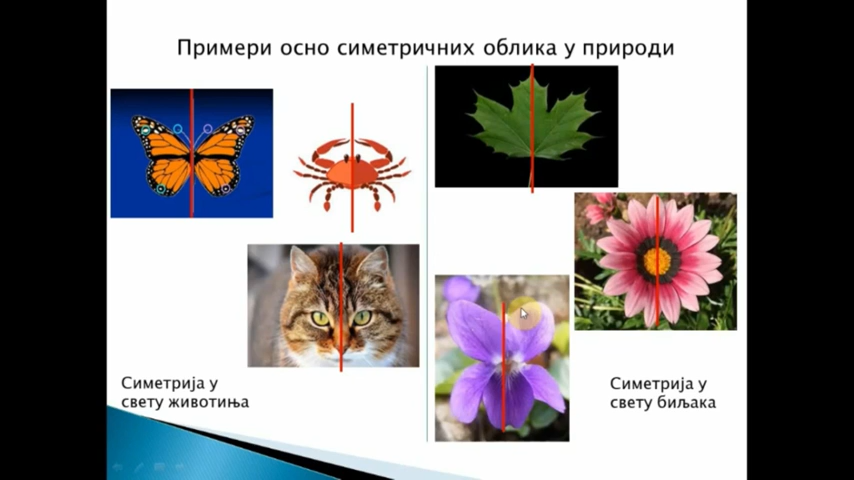 Примери осно симетричних облика у природи
Симетрија у
свету животиња
Симетрија у
свету биљака